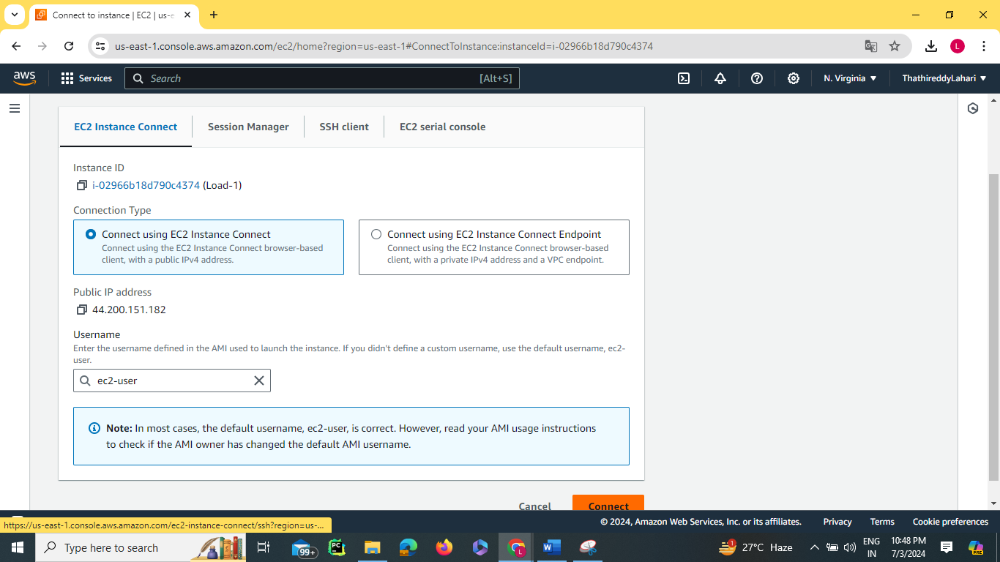 Connect to instance | EC2 | us-e
us-east-1.console.aws.amazon.com/ec2/home?region=us-east-1#ConnectToInstance:instanceId=i-02966b18d790c4374
L
aws
Services
Search
[Alt+S]
N. Virginia
ThathireddyLahari
EC2 Instance Connect
Session Manager
SSH client
EC2 serial console
Instance ID
i-02966b18d790c4374 (Load-1)
Connection Type
Connect using EC2 Instance Connect
Connect using the EC2 Instance Connect browser-based
client, with a public IPv4 address.
Connect using EC2 Instance Connect Endpoint
Connect using the EC2 Instance Connect browser-based
client, with a private IPv4 address and a VPC endpoint.
Public IP address
44.200.151.182
Username
Enter the username defined in the AMI used to launch the instance. If you didn't define a custom username, use the default username, ec2-
user.
ec2-user
Note: In most cases, the default username, ec2-user, is correct. However, read your AMI usage instructions
to check if the AMI owner has changed the default AMI username.
Cancel
Connect
https://us-east-1.console.aws.amazon.com/ec2-instance-connect/ssh?region=us-...
© 2024, Amazon Web Services, Inc. or its affiliates.
Privacy
Terms
Cookie preferences
Type here to search
99+
PC
L
W
27°C Haze
ENG
IN
10:48 PM
7/3/2024
PRE